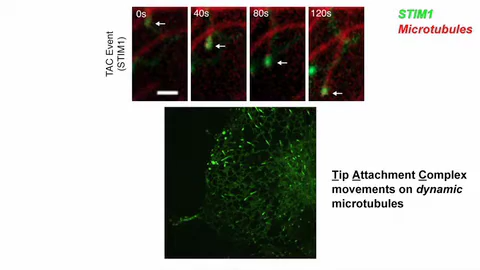 0s
40s
80s
120s
STIM1
Microtubules
TAC Event
(STIM1)
Tip Attachment Complex
movements on dynamic
microtubules